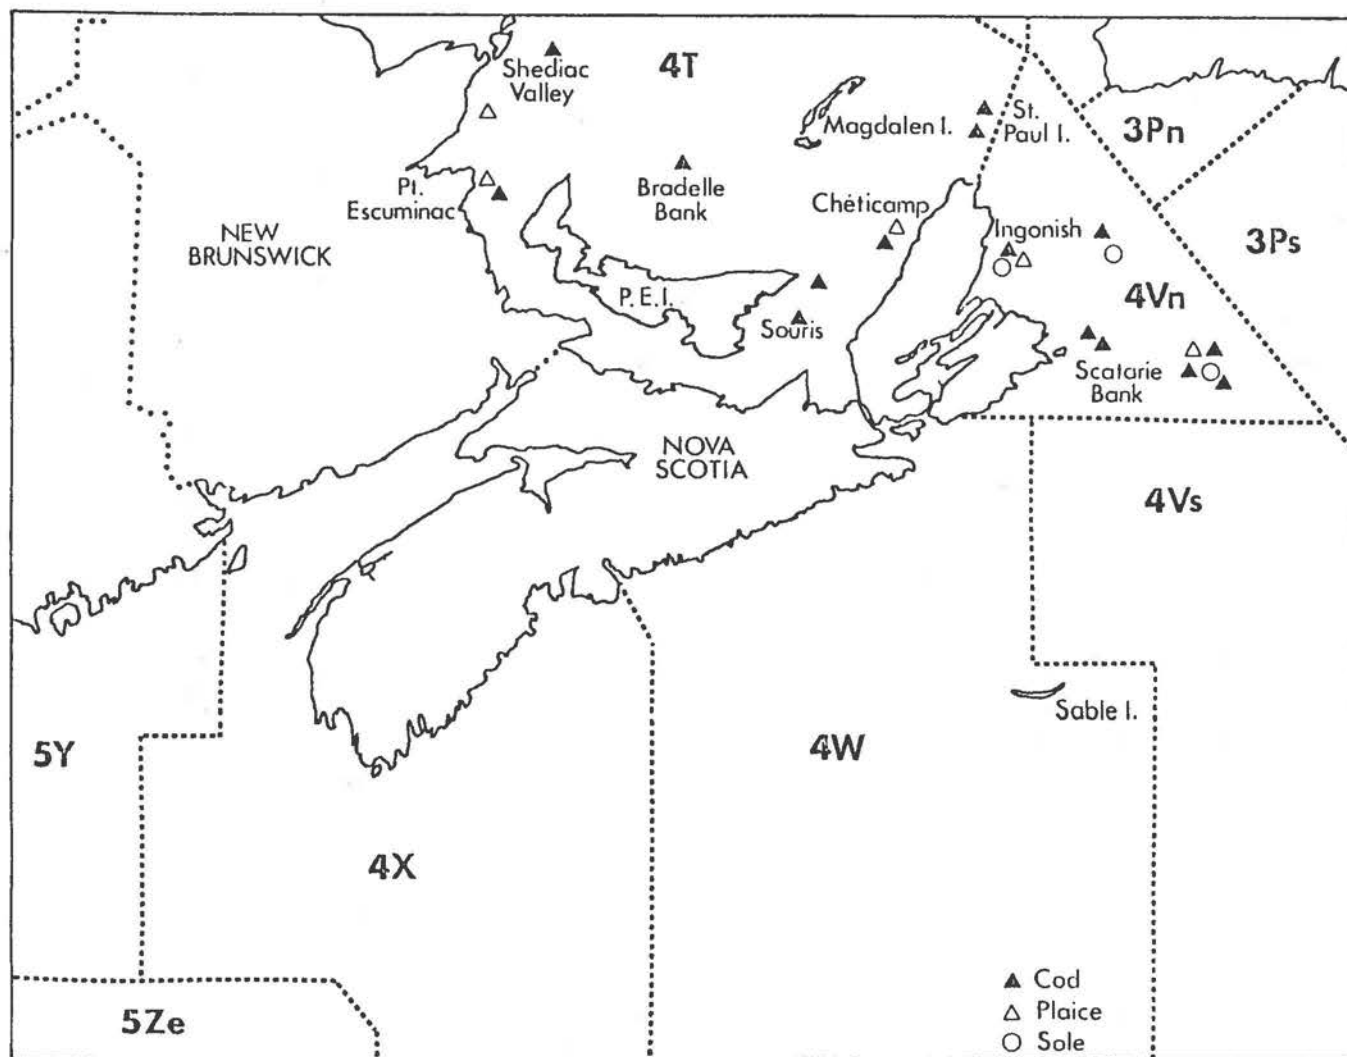 4T
Shediac
Valley
Magdalen I.
St.
Paul I.
3Pn
Pt.
Escuminac
Bradelle
Bank
Chéticamp
NEW
BRUNSWICK
Ingonish
3Ps
P.E.I.
4Vn
Souris
Scatarie
Bank
NOVA
SCOTIA
4Vs
Sable I.
5Y
4W
4X
5Ze
Cod
Plaice
Sole